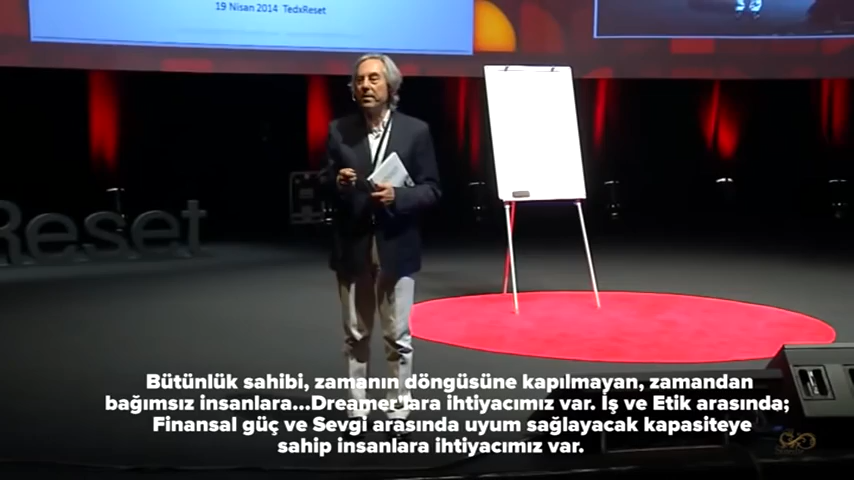 19 Nisan 2014 TedxReset
Reset
Bütünlük sahibi, zamanın döngüsüne kapılmayan, zamandan
bağımsız insanlara...Dreamer'lara ihtiyacımız var. İş ve Etik arasında;
Finansal güç ve Sevgi arasında uyum sağlayacak kapasiteye
sahip insanlara ihtiyacımız var.